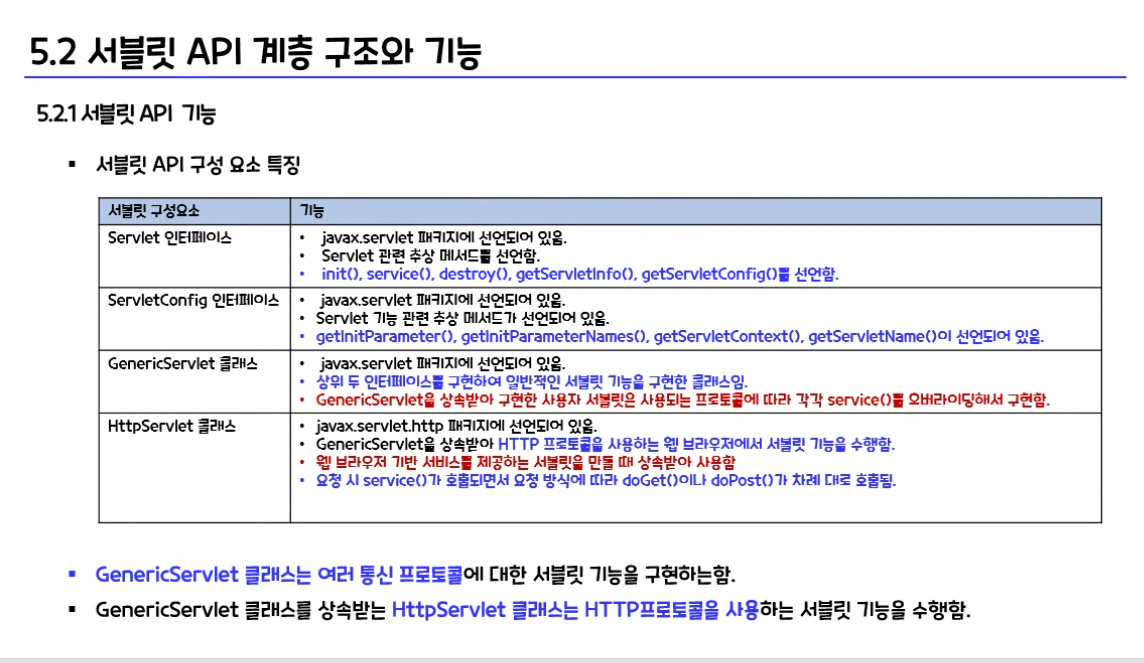 5.2 서블릿 API 계층 구조와 기능
5.2.1 서블릿 API 기능
▪ 서블릿 API 구성 요소 특징
서블릿 구성요소 기능
Servlet 인터페이스
• javax.servlet 패키지에 선언되어 있음.
• Servlet 관련 추상 메서드를 선언함.
• init(), service(), destroy(), getServletInfo(), getServletConfig()를 선언함.
ServletConfig 인터페이스
• javax.servlet 패키지에 선언되어 있음.
• Servlet 기능 관련 추상 메서드가 선언되어 있음.
• getInitParameter(), getInitParameterNames(), getServletContext(), getServletName()이 선언되어 있음.
GenericServlet 클래스
• javax.servlet 패키지에 선언되어 있음.
• 상위 두 인터페이스를 구현하여 일반적인 서블릿 기능을 구현한 클래스임.
• GenericServlet을 상속받아 구현한 사용자 서블릿은 사용되는 프로토콜에 따라 각각 service()를 오버라이딩해서 구현함.
HttpServlet 클래스
• javax.servlet.http 패키지에 선언되어 있음.
• GenericServlet을 상속받아 HTTP 프로토콜을 사용하는 웹 브라우저에서 서블릿 기능을 수행함.
• 웹 브라우저 기반 서비스를 제공하는 서블릿을 만들 때 상속받아 사용함
• 요청 시 service()가 호출되면서 요청 방식에 따라 doGet()이나 doPost()가 차례 대로 호출됨.
▪ GenericServlet 클래스는 여러 통신 프로토콜에 대한 서블릿 기능을 구현하는함.
▪ GenericServlet 클래스를 상속받는 HttpServlet 클래스는 HTTP프로토콜을 사용하는 서블릿 기능을 수행함.